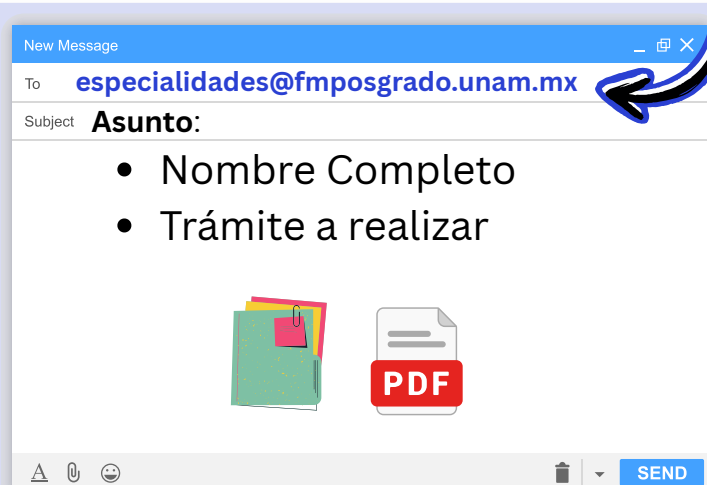 New Message
To especialidades@fmposgrado.unam.mx
Subject Asunto:
• Nombre Completo
• Trámite a realizar
PDF
A SEND